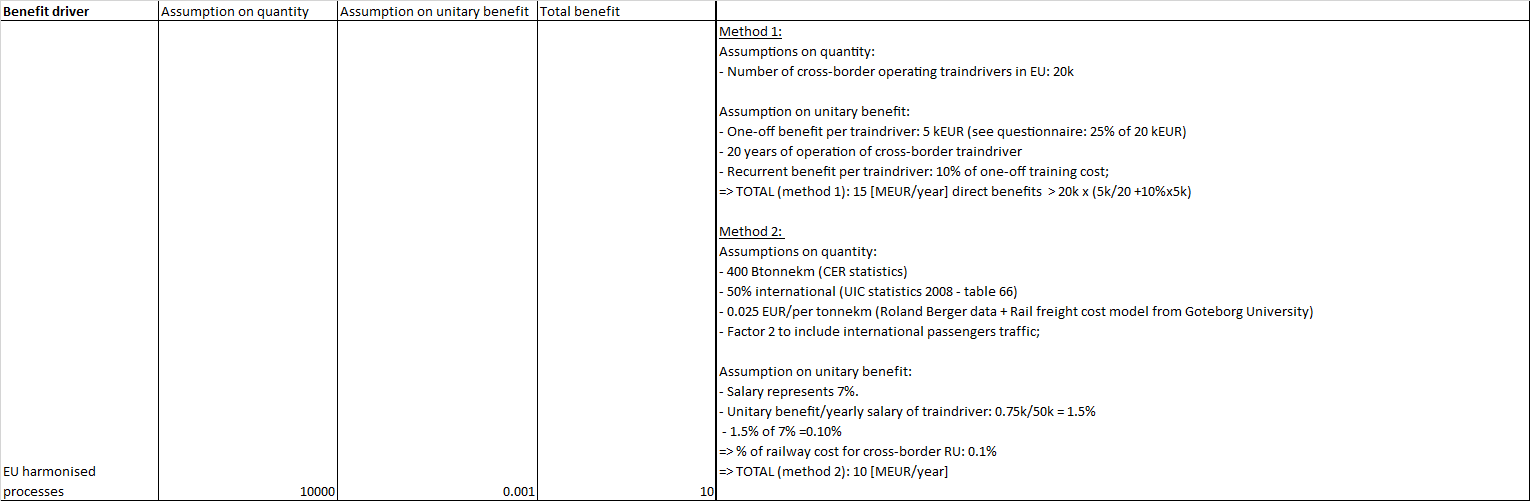 Benefit driver Assumption on quantity Assumption on unitary benefit Total benefit
Method 1:
Assumptions on quantity:
- Number of cross-border operating traindrivers in EU: 20k
Assumption on unitary benefit:
- One-off benefit per traindriver: 5 kEUR (see questionnaire: 25% of 20 kEUR)
- 20 years of operation of cross-border traindriver
- Recurrent benefit per traindriver: 10% of one-off training cost;
=> TOTAL (method 1): 15 [MEUR/year] direct benefits > 20k x (5k/20 +10%x5k)
Method 2:
Assumptions on quantity:
- 400 Btonnekm (CER statistics)
- 50% international (UIC statistics 2008 - table 66)
- 0.025 EUR/per tonnekm (Roland Berger data + Rail freight cost model from Goteborg University)
- Factor 2 to include international passengers traffic;
Assumption on unitary benefit:
- Salary represents 7%.
- Unitary benefit/yearly salary of traindriver: 0.75k/50k = 1.5%
- 1.5% of 7% =0.10%
=> % of railway cost for cross-border RU: 0.1%
=> TOTAL (method 2): 10 [MEUR/year]
EU harmonised
processes 10000 0.001 10